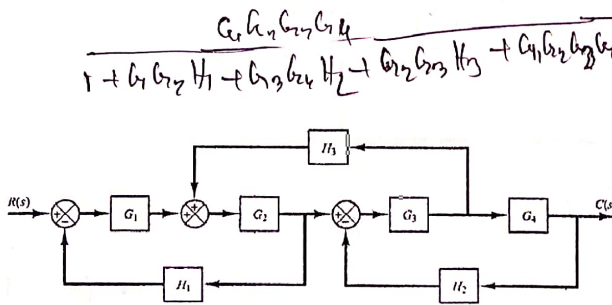 G₁G₂G₃G₄
1 + G₁G₂H₁ + G₃G₄H₂ + G₂G₃H₃ + G₁G₂G₃G₄
H₃
R(s)
+
−
G₁
+
+
G₂
+
−
G₃
G₄
C(s
H₁
H₂